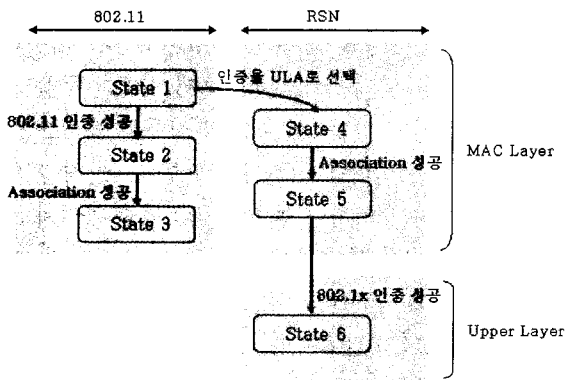 802.11
RSN
State 1
인증을 ULA로 선택
802.11 인증 성공
State 4
State 2
Association 성공
MAC Layer
Association 성공
State 5
State 3
802.1x 인증 성공
State 6
Upper Layer